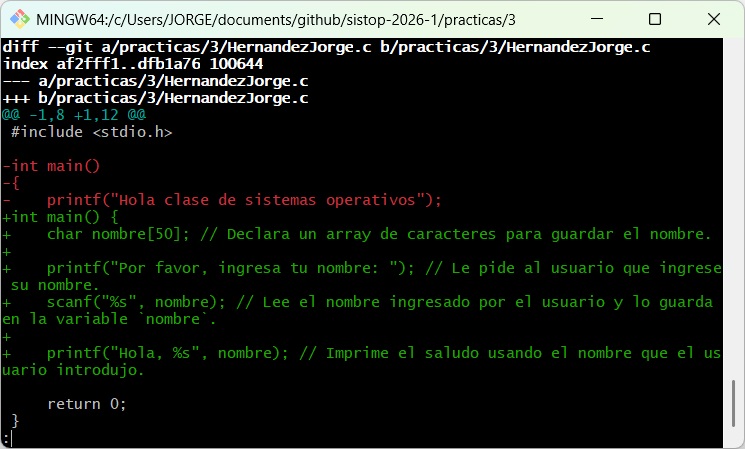 MINGW64:/c/Users/JORGE/documents/github/sistop-2026-1/practicas/3
diff --git a/practicas/3/HernandezJorge.c b/practicas/3/HernandezJorge.c
index af2fff1..dfb1a76 100644
--- a/practicas/3/HernandezJorge.c
+++ b/practicas/3/HernandezJorge.c
@@ -1,8 +1,12 @@
 #include <stdio.h>

-int main()
-{
-    printf("Hola clase de sistemas operativos");
+int main() {
+    char nombre[50]; // Declara un array de caracteres para guardar el nombre.
+
+    printf("Por favor, ingresa tu nombre: "); // Le pide al usuario que ingrese
 su nombre.
+    scanf("%s", nombre); // Lee el nombre ingresado por el usuario y lo guarda
en la variable `nombre`.
+
+    printf("Hola, %s", nombre); // Imprime el saludo usando el nombre que el us
uario introdujo.

     return 0;
 }
: